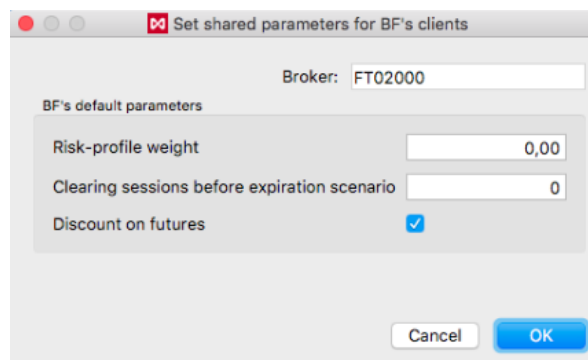 Set shared parameters for BF's clients
Broker: FT02000
BF's default parameters
Risk-profile weight 0,00
Clearing sessions before expiration scenario 0
Discount on futures
Cancel OK